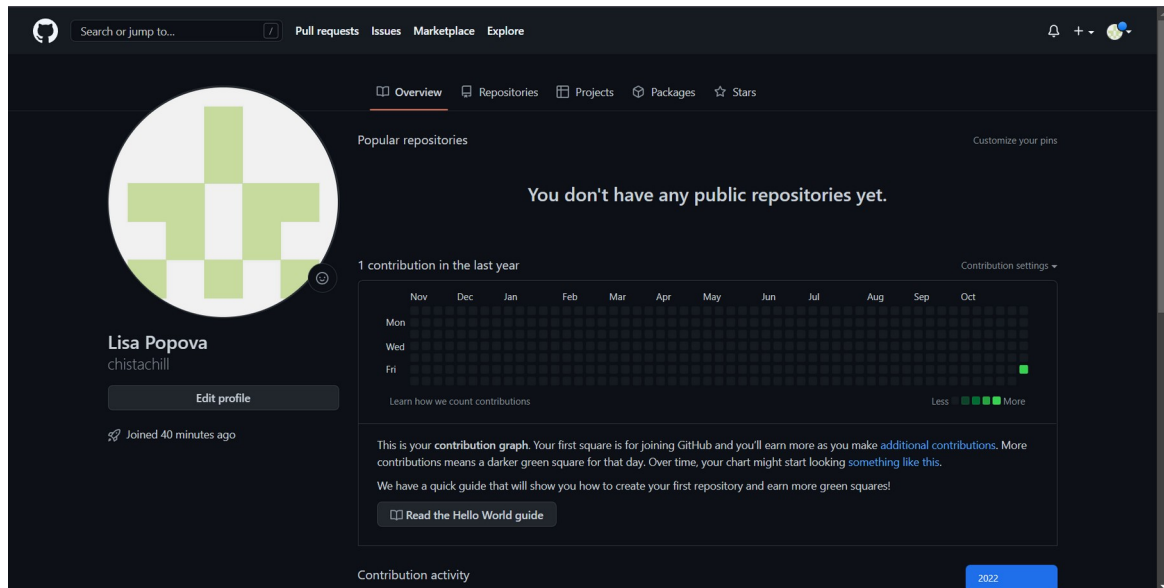 Search or jump to... / Pull requests Issues Marketplace Explore
Overview Repositories Projects Packages Stars
Popular repositories Customize your pins
You don't have any public repositories yet.
1 contribution in the last year Contribution settings
Nov Dec Jan Feb Mar Apr May Jun Jul Aug Sep Oct
Mon
Wed
Fri
Learn how we count contributions Less More
Lisa Popova
chistachill
Edit profile
Joined 40 minutes ago
This is your contribution graph. Your first square is for joining GitHub and you'll earn more as you make additional contributions. More
contributions means a darker green square for that day. Over time, your chart might start looking something like this.
We have a quick guide that will show you how to create your first repository and earn more green squares!
Read the Hello World guide
Contribution activity 2022